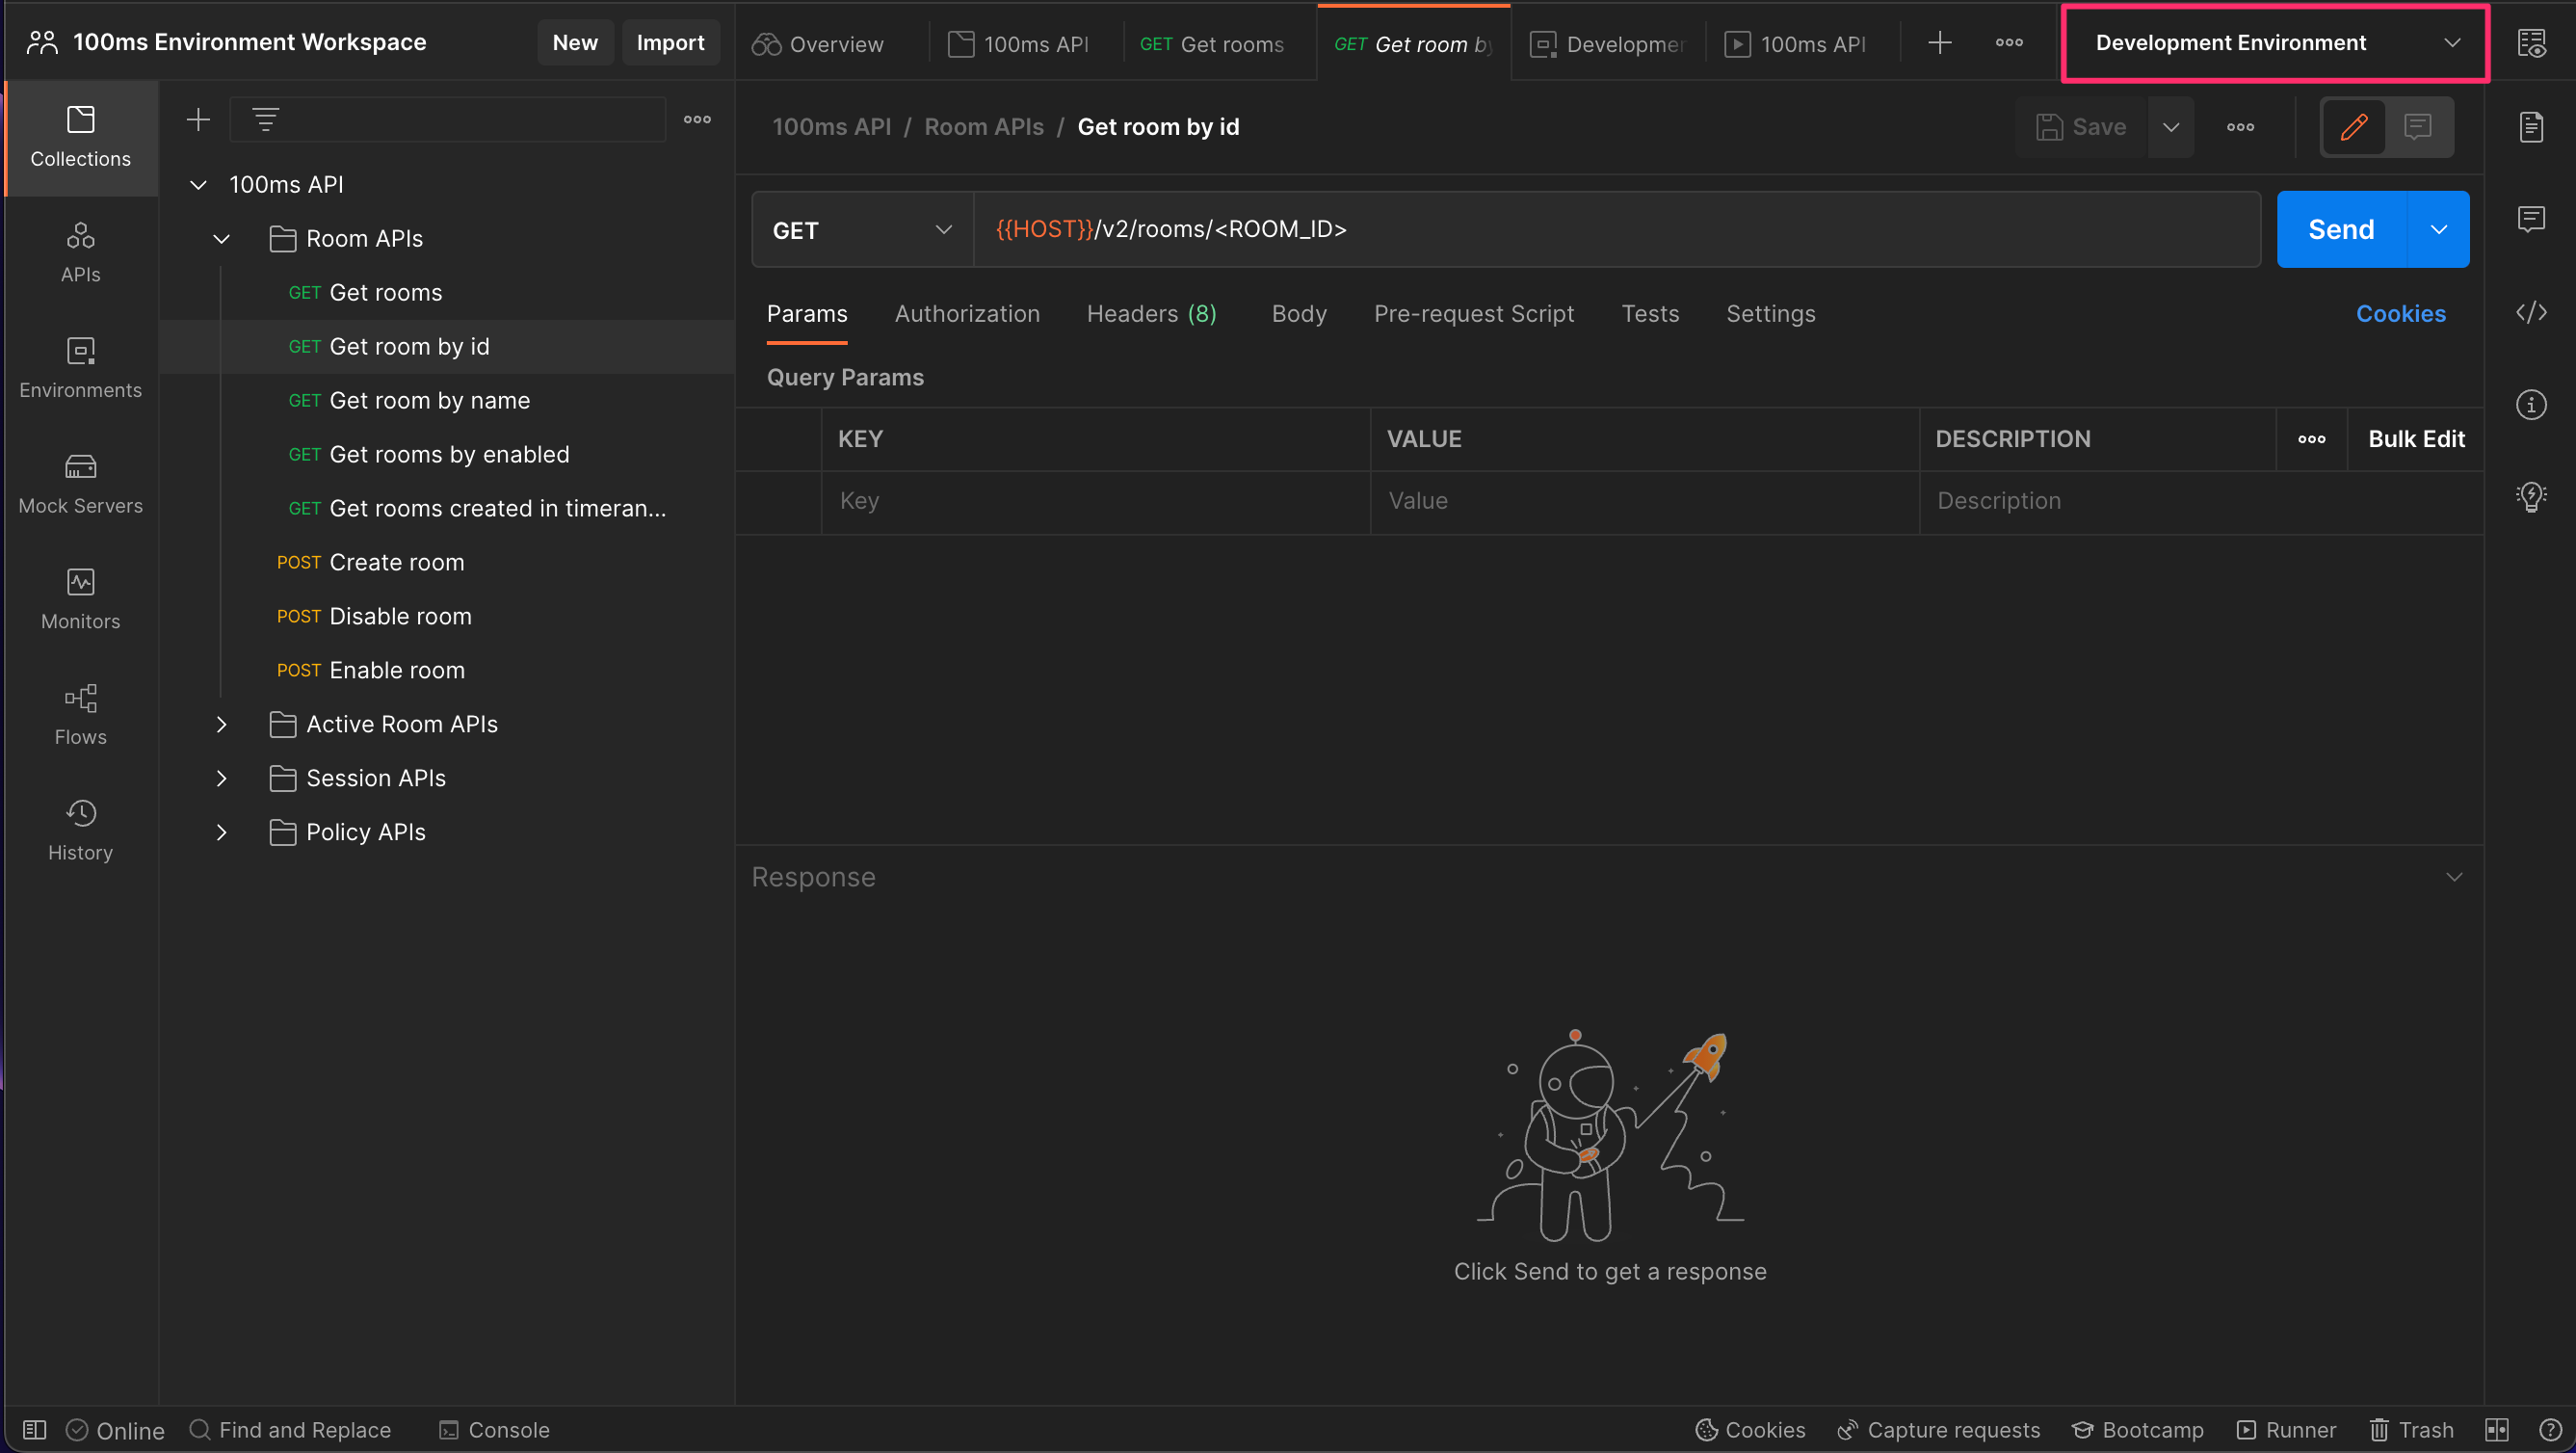 100ms Environment Workspace
New
Import
Overview
100ms API
GET Get rooms
GET Get room by
Developmen
100ms API
Development Environment
Collections
APIs
Environments
Mock Servers
Monitors
Flows
History
100ms API
Room APIs
GET Get rooms
GET Get room by id
GET Get room by name
GET Get rooms by enabled
GET Get rooms created in timeran...
POST Create room
POST Disable room
POST Enable room
Active Room APIs
Session APIs
Policy APIs
100ms API / Room APIs / Get room by id
Save
GET
{{HOST}}/v2/rooms/<ROOM_ID>
Send
Params
Authorization
Headers (8)
Body
Pre-request Script
Tests
Settings
Cookies
Query Params
KEY
VALUE
DESCRIPTION
Bulk Edit
Key
Value
Description
Response
Click Send to get a response
Online
Find and Replace
Console
Cookies
Capture requests
Bootcamp
Runner
Trash